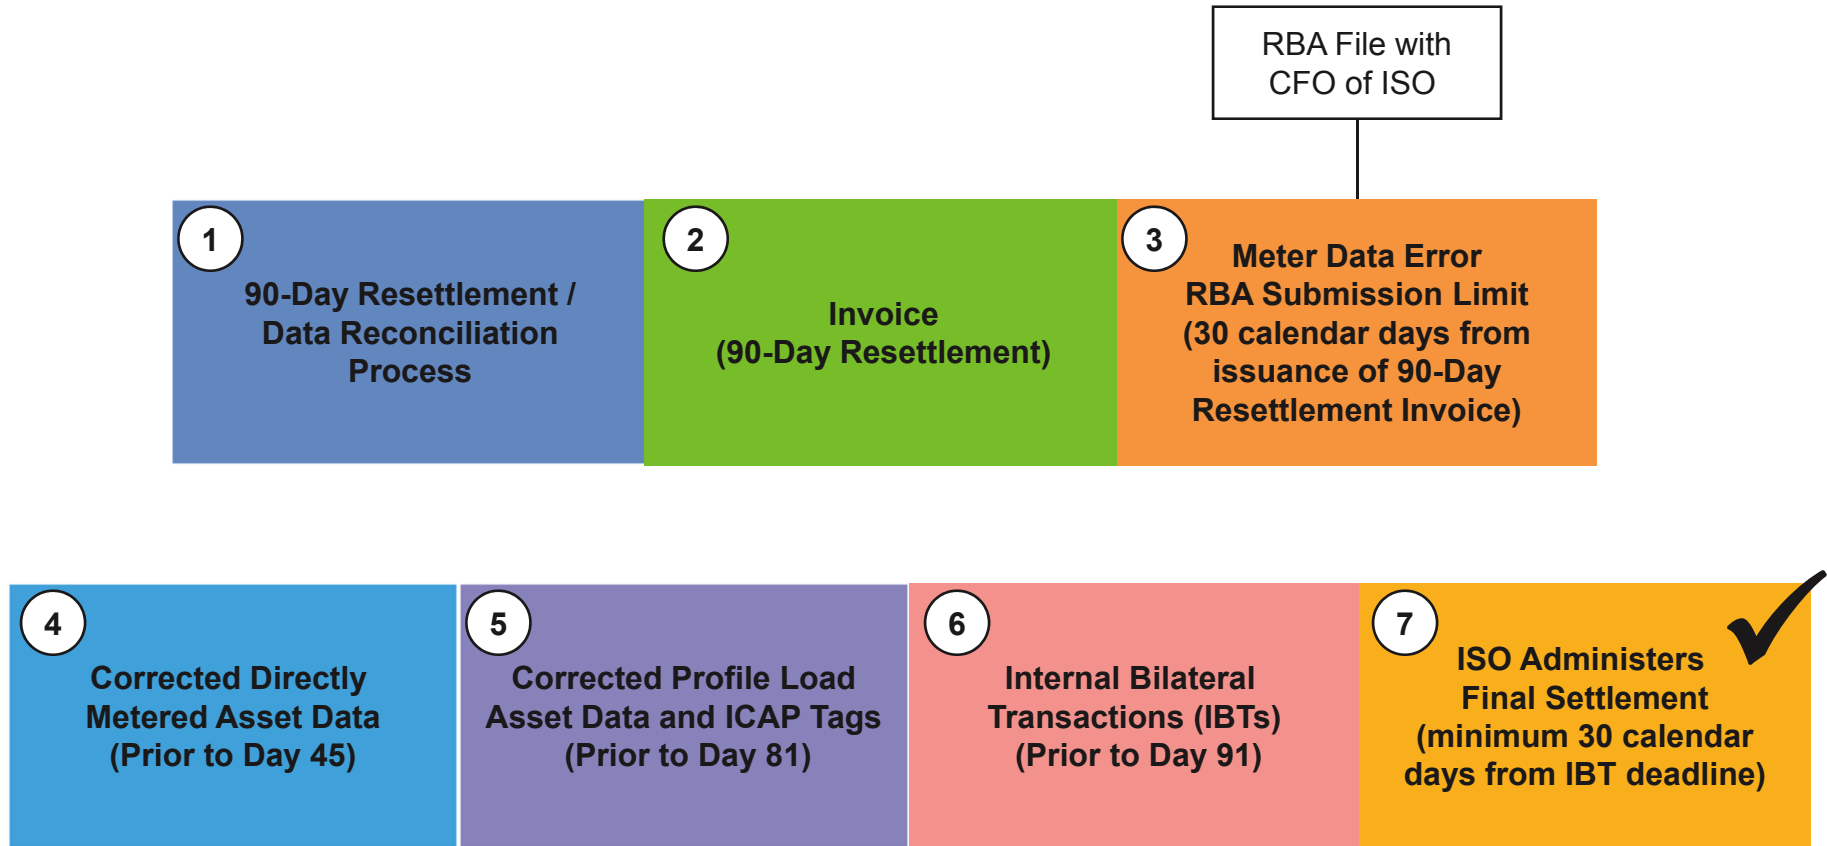 RBA File with
CFO of ISO
1
90-Day Resettlement /
Data Reconciliation
Process
2
Invoice
(90-Day Resettlement)
3
Meter Data Error
RBA Submission Limit
(30 calendar days from
issuance of 90-Day
Resettlement Invoice)
4
Corrected Directly
Metered Asset Data
(Prior to Day 45)
5
Corrected Profile Load
Asset Data and ICAP Tags
(Prior to Day 81)
6
Internal Bilateral
Transactions (IBTs)
(Prior to Day 91)
7
ISO Administers
Final Settlement
(minimum 30 calendar
days from IBT deadline)